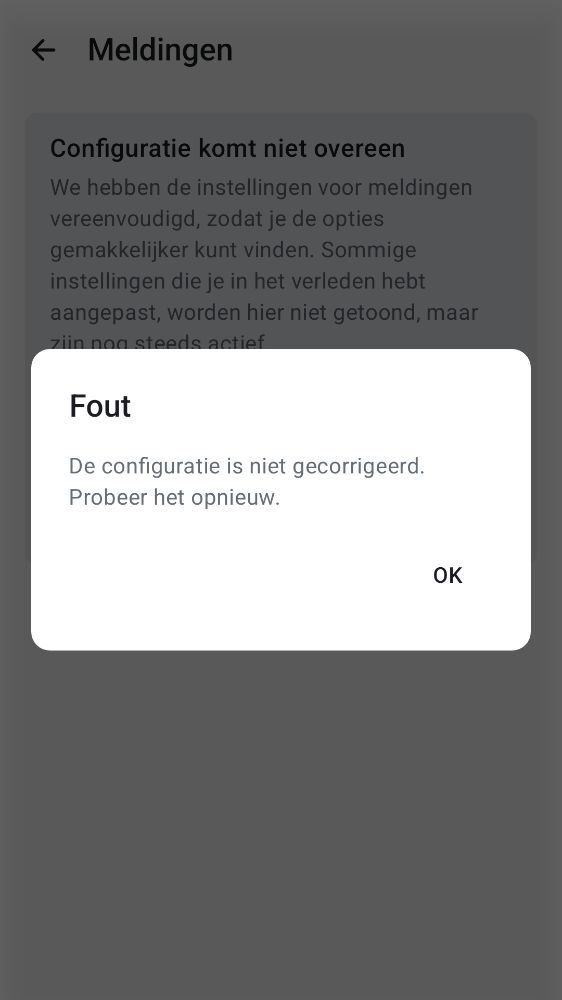 Meldingen
Configuratie komt niet overeen
We hebben de instellingen voor meldingen
vereenvoudigd, zodat je de opties
gemakkelijker kunt vinden. Sommige
instellingen die je in het verleden hebt
aangepast, worden hier niet getoond, maar
zijn nog steeds actief
Fout
De configuratie is niet gecorrigeerd.
Probeer het opnieuw.
OK